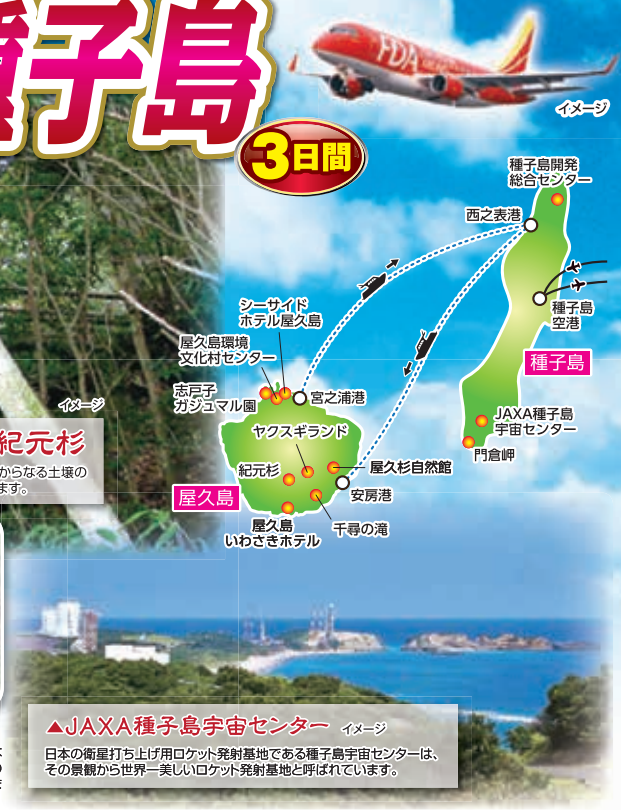 種子島
3日間
FDA
イメージ
種子島開発
総合センター
西之表港
種子島
空港
種子島
JAXA種子島
宇宙センター
門倉岬
シーサイド
ホテル屋久島
屋久島環境
文化村センター
志戸子
ガジュマル園
宮之浦港
ヤクスギランド
紀元杉
屋久杉自然館
安房港
屋久島
屋久島
いわさきホテル
千尋の滝
イメージ
紀元杉
からなる土壌の
ます。
▲JAXA種子島宇宙センター イメージ
日本の衛星打ち上げ用ロケット発射基地である種子島宇宙センターは、
その景観から世界一美しいロケット発射基地と呼ばれています。